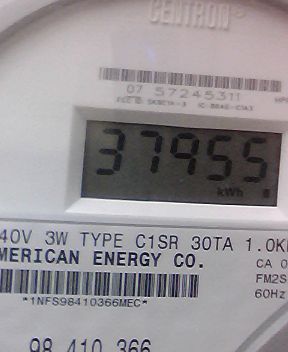 CENTRON®
07 57245311
37955
kWh
40V 3W TYPE C1SR 30TA 1.0K
MERICAN ENERGY CO.
CA 0
FM2S
60Hz
*1NFS98410366MEC*
98 410 366